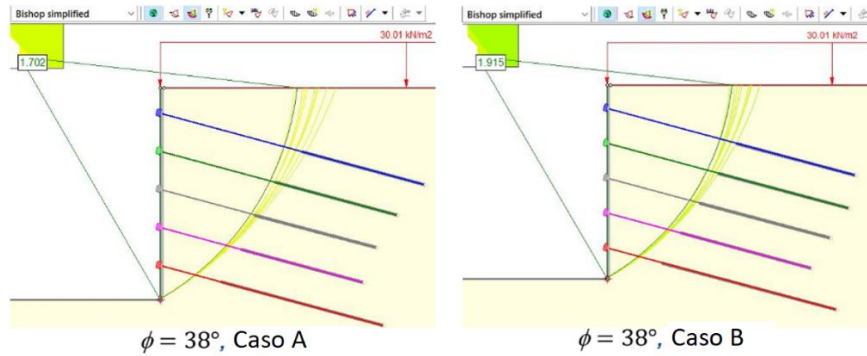 Bishop simplified
30.01 kN/m2
1.702
ϕ = 38°, Caso A
Bishop simplified
30.01 kN/m2
1.915
ϕ = 38°, Caso B